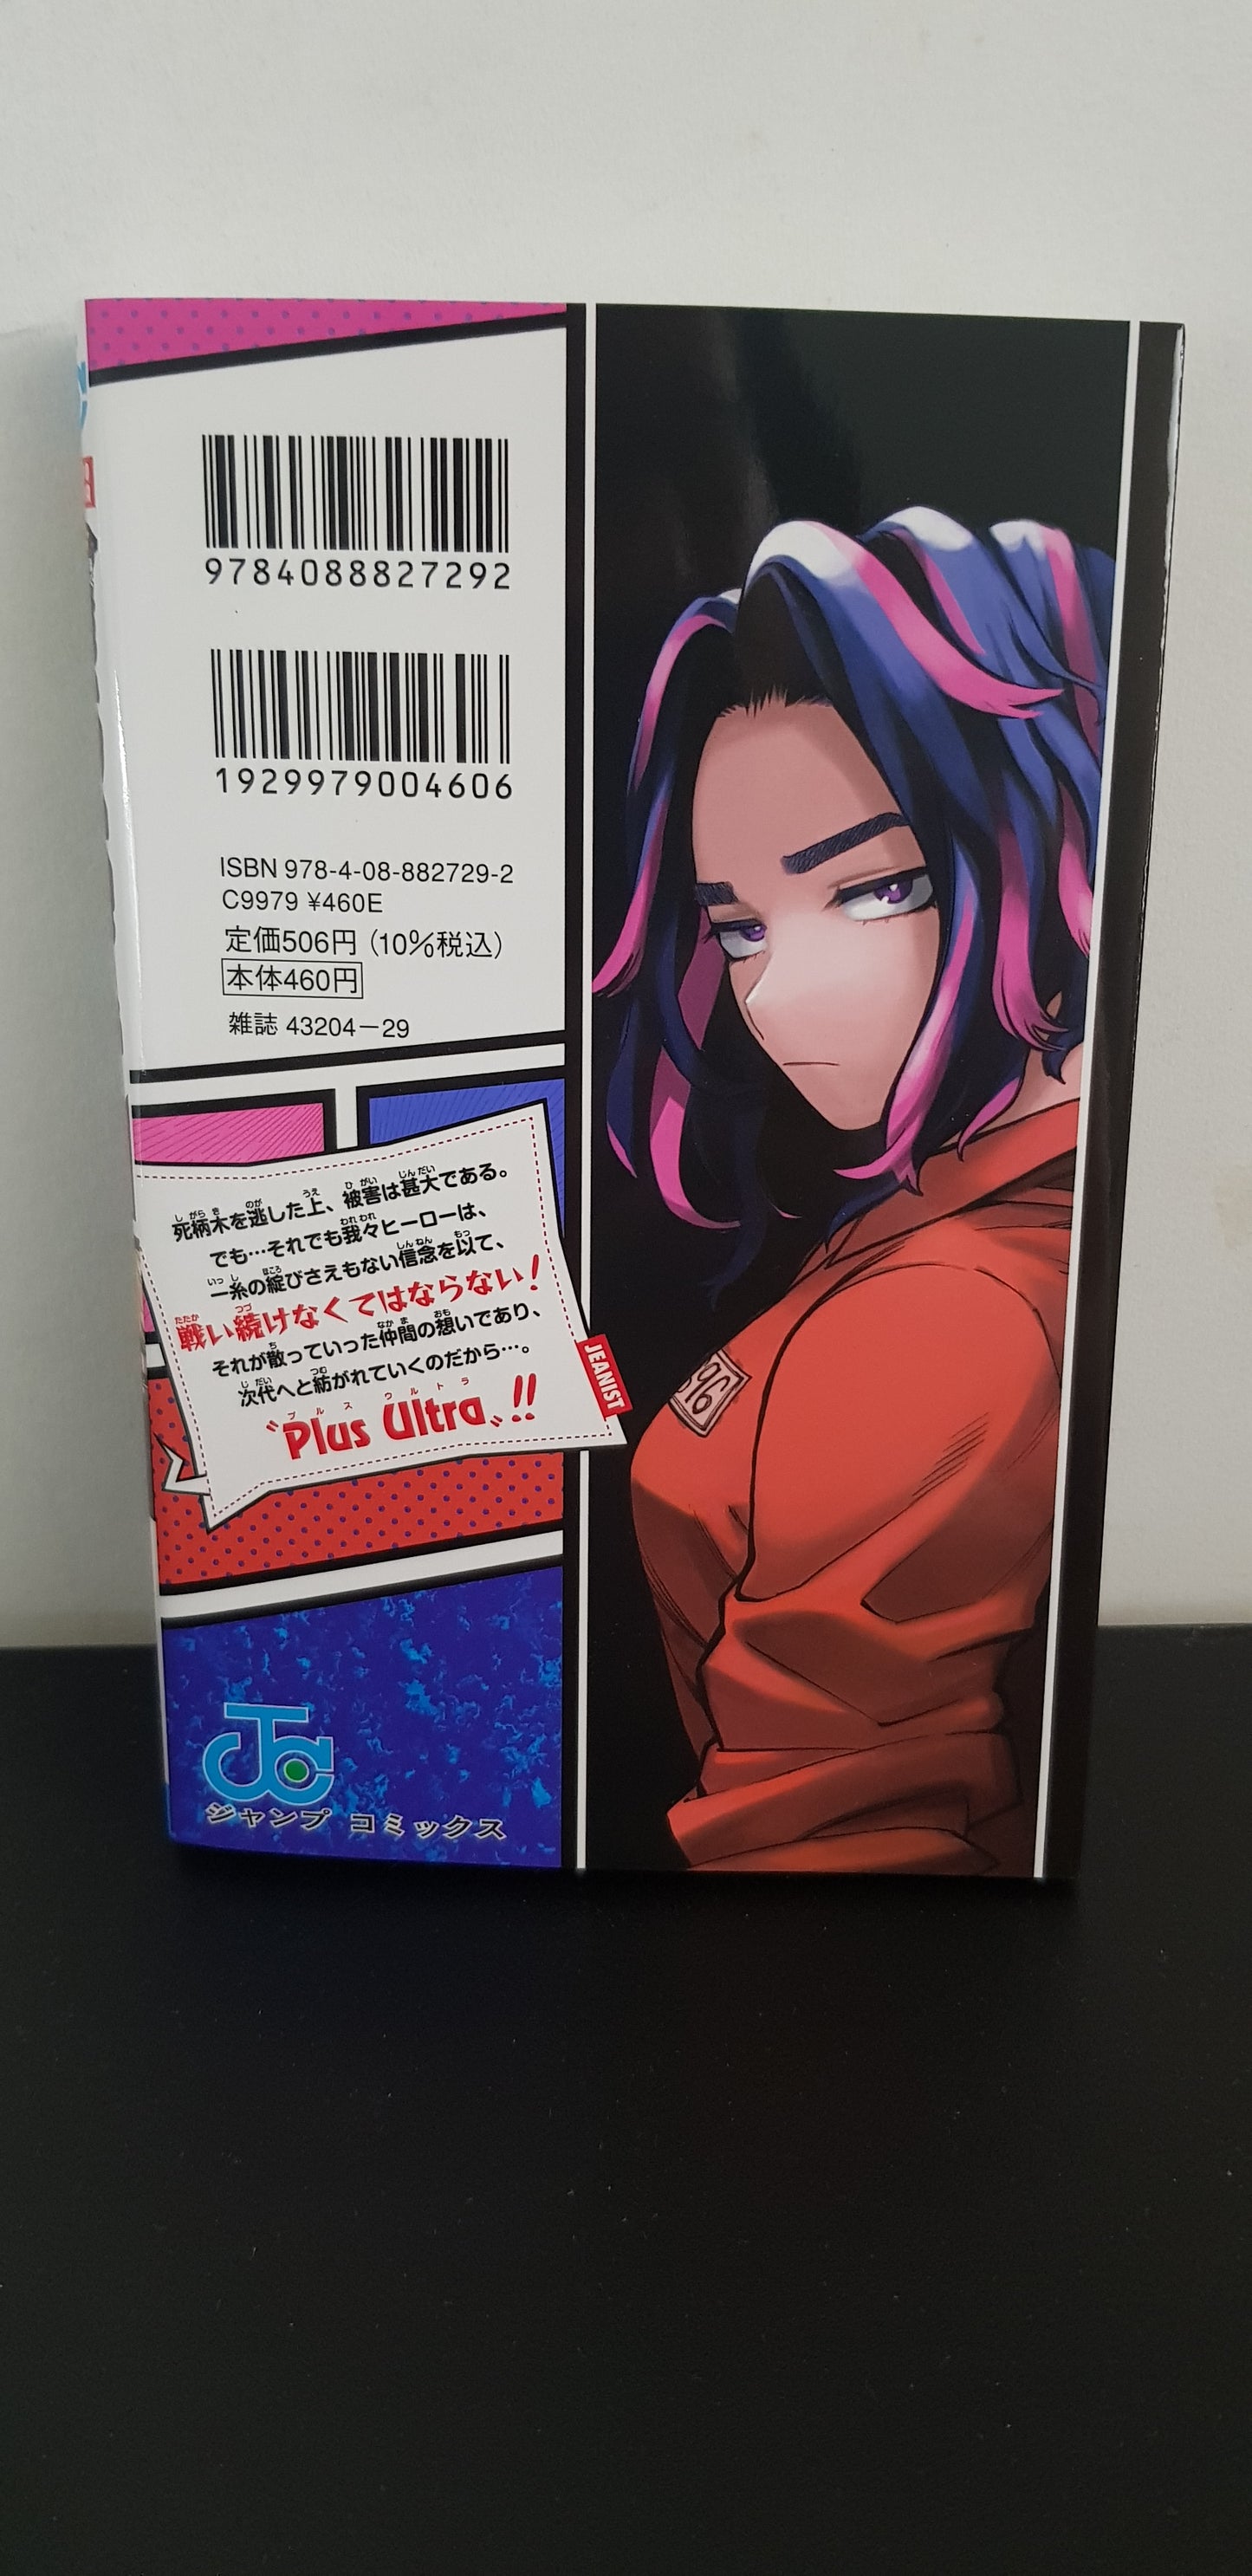 9784088827292
1929979004606
ISBN 978-4-08-882729-2
C9979 ¥460E
定価506円（10％税込）
本体460円
雑誌 43204－29
死柄木を逃した上、被害は甚大である。
でも…それでも我々ヒーローは、
一糸の綻びさえもない信念を以て、
戦い続けなくてはならない！
それが散っていった仲間の想いであり、
次代へと紡がれていくのだから…。
“Plus Ultra”!!
JEANIST
JC
ジャンプ コミックス